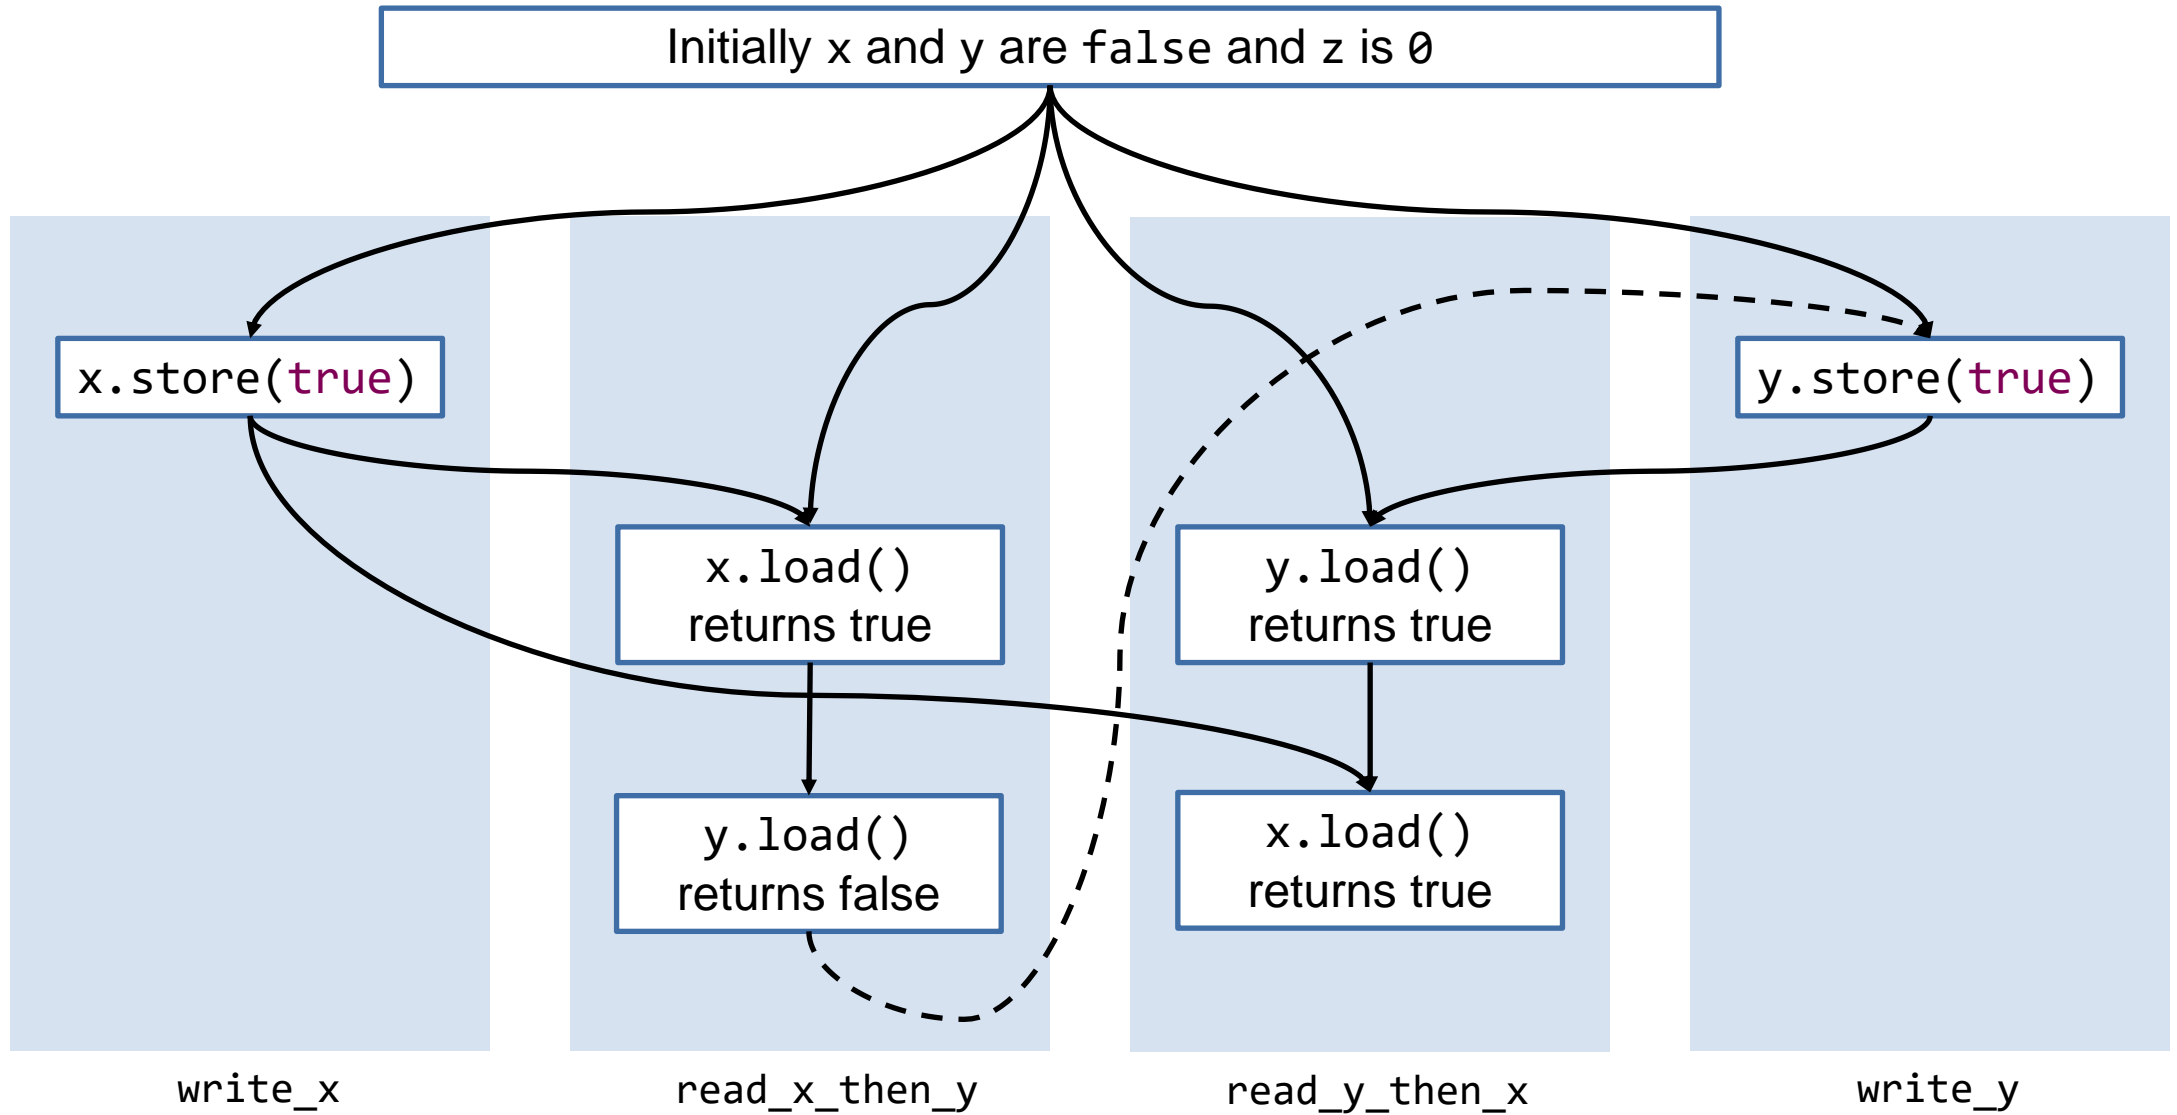 Initially x and y are false and z is 0
x.store(true)
y.store(true)
x.load()
returns true
y.load()
returns true
y.load()
returns false
x.load()
returns true
write_x
read_x_then_y
read_y_then_x
write_y